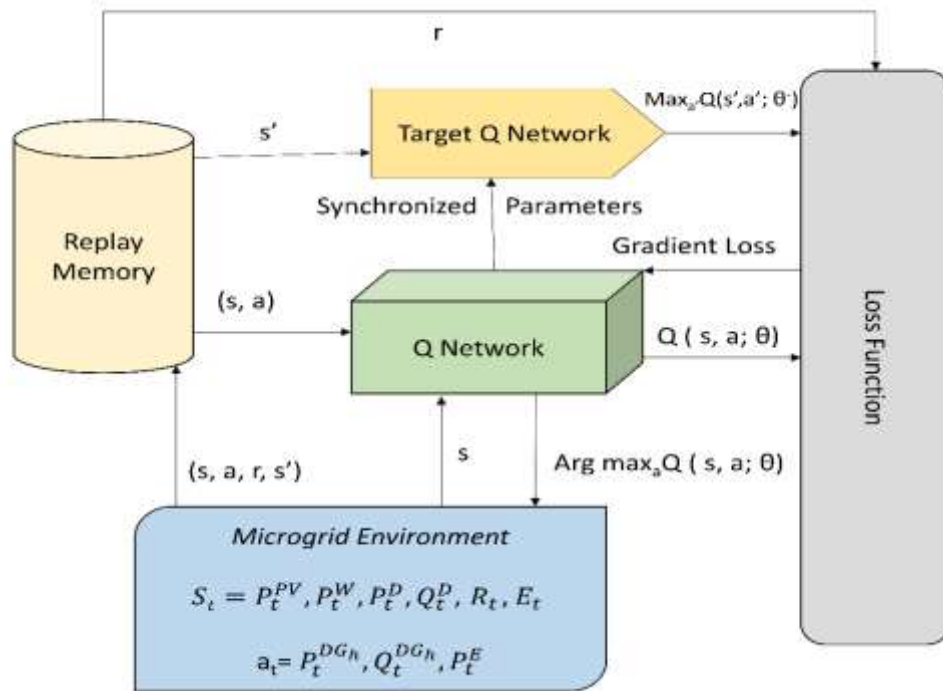 r
Max_a' Q(s',a'; θ⁻)
s'
Target Q Network
Synchronized Parameters
Replay
Memory
Gradient Loss
(s, a)
Q Network
Q ( s, a; θ)
Loss Function
(s, a, r, s')
s
Arg max_a Q ( s, a; θ)
Microgrid Environment
S_t = P_t^{PV}, P_t^W, P_t^D, Q_t^D, R_t, E_t
a_t= P_t^{DG_h}, Q_t^{DG_h}, P_t^E